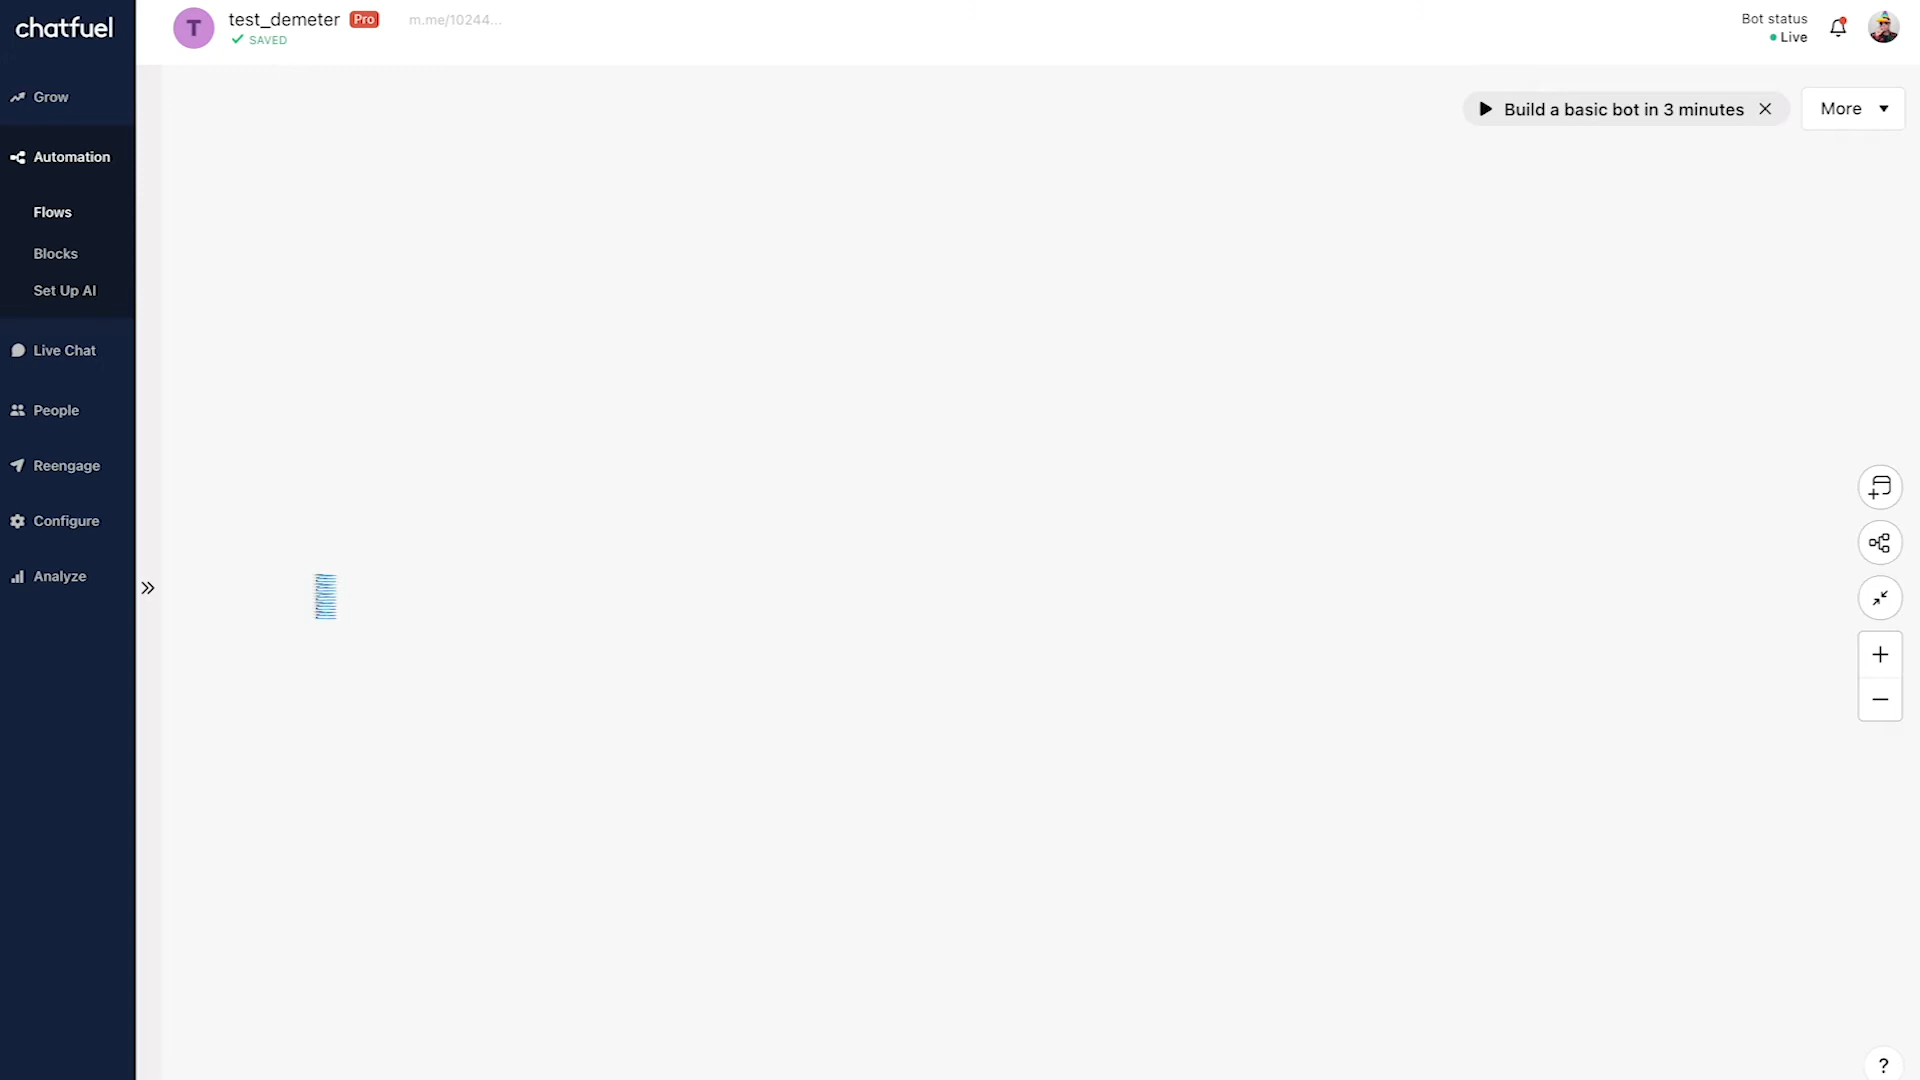 chatfuel
T
test_demeter Pro
m.me/10244...
SAVED
Bot status
Live
Grow
Automation
Flows
Blocks
Set Up AI
Live Chat
People
Reengage
Configure
Analyze
Build a basic bot in 3 minutes
More
?